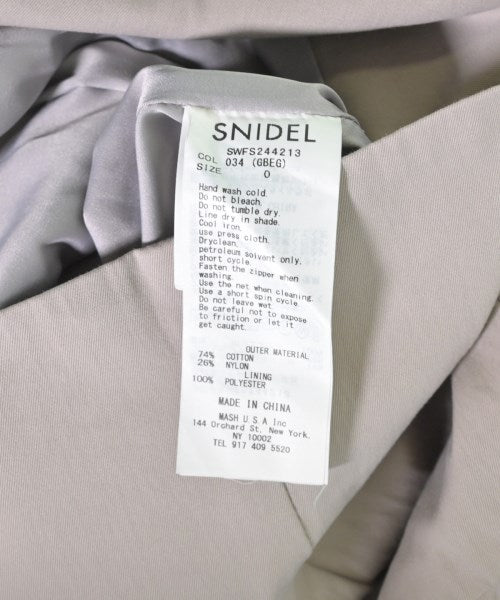 SNIDEL
SWFS244213
COL 034 (GBEG)
SIZE 0
Hand wash cold.
Do not bleach.
Do not tumble dry.
Line dry in shade.
Cool iron.
use press cloth.
Dryclean.
petroleum solvent only.
short cycle.
Fasten the zipper when
washing.
Use the net when cleaning.
Use a short spin cycle.
Do not leave wet.
Be careful not to expose
to friction or let it
get caught.
OUTER MATERIAL
74% COTTON
26% NYLON
LINING
100% POLYESTER
MADE IN CHINA
MASH U S A Inc
144 Orchard St, New York.
NY 10002
TEL 917 409 5520